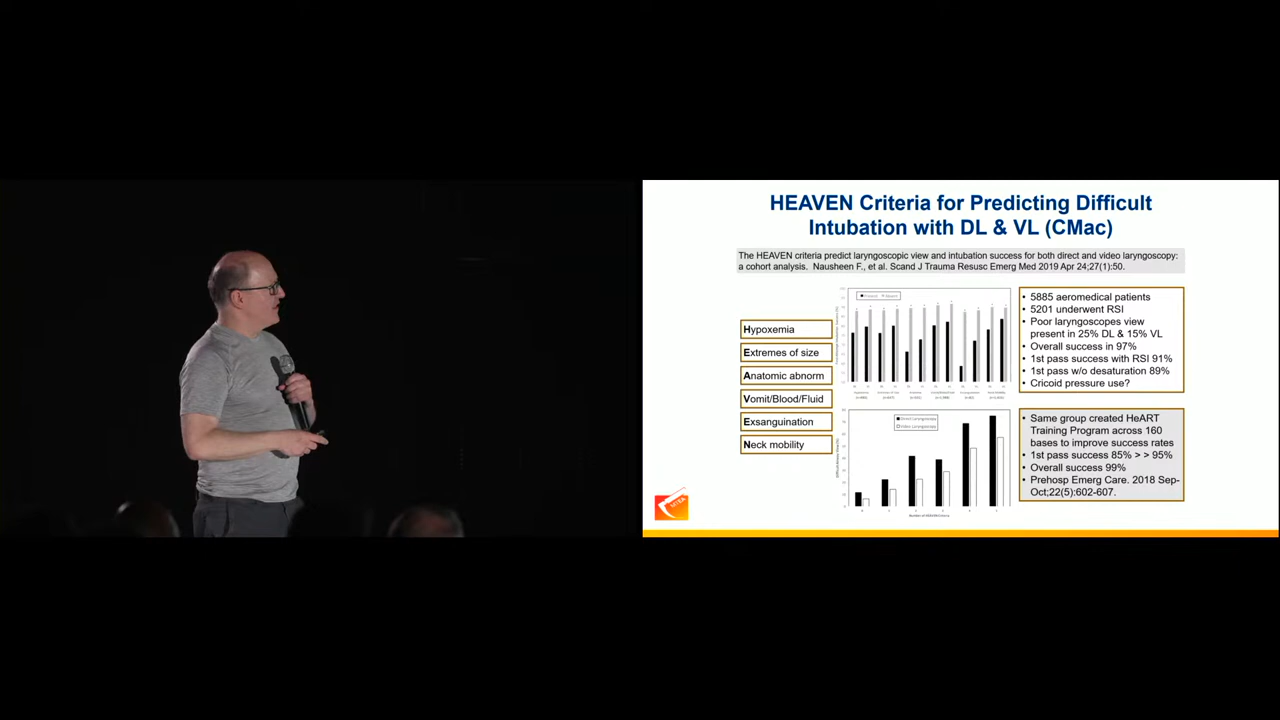 HEAVEN Criteria for Predicting Difficult
Intubation with DL & VL (CMac)
The HEAVEN criteria predict laryngoscopic view and intubation success for both direct and video laryngoscopy:
a cohort analysis. Nausheen F., et al. Scand J Trauma Resusc Emerg Med 2019 Apr 24;27(1):50.
Hypoxemia
Extremes of size
Anatomic abnorm
Vomit/Blood/Fluid
Exsanguination
Neck mobility
• 5885 aeromedical patients
• 5201 underwent RSI
• Poor laryngoscopes view
present in 25% DL & 15% VL
• Overall success in 97%
• 1st pass success with RSI 91%
• 1st pass w/o desaturation 89%
• Cricoid pressure use?
• Same group created HeART
Training Program across 160
bases to improve success rates
• 1st pass success 85% > > 95%
• Overall success 99%
• Prehosp Emerg Care. 2018 Sep-
Oct;22(5):602-607.